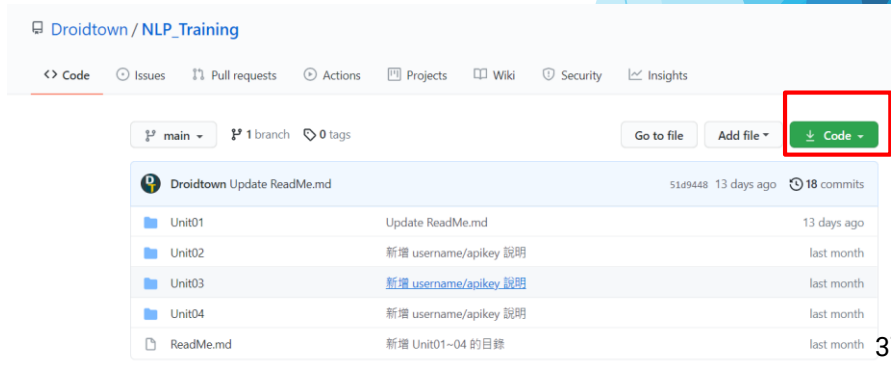 Droidtown / NLP_Training
<> Code Issues Pull requests Actions Projects Wiki Security Insights
main 1 branch 0 tags Go to file Add file Code
Droidtown Update ReadMe.md 51d9448 13 days ago 18 commits
Unit01 Update ReadMe.md 13 days ago
Unit02 新增 username/apikey 說明 last month
Unit03 新增 username/apikey 說明 last month
Unit04 新增 username/apikey 說明 last month
ReadMe.md 新增 Unit01~04 的目錄 last month
3